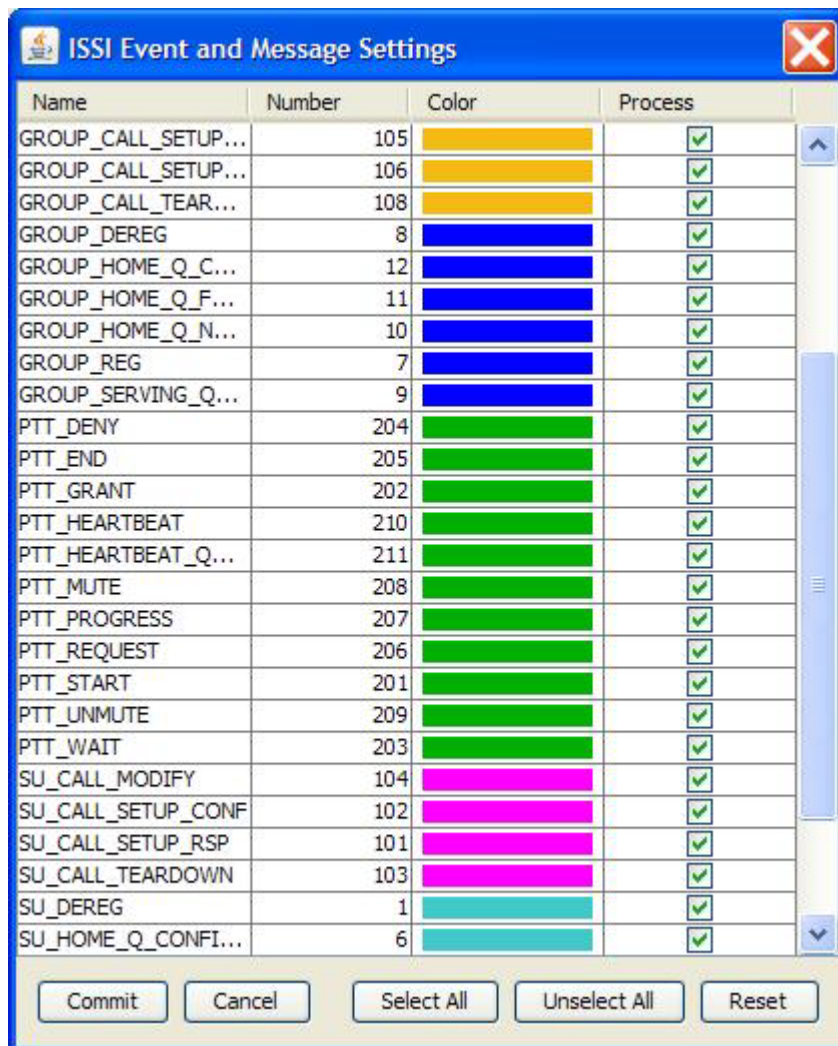 ISSI Event and Message Settings
Name Number Color Process
GROUP_CALL_SETUP... 105
GROUP_CALL_SETUP... 106
GROUP_CALL_TEAR... 108
GROUP_DEREG 8
GROUP_HOME_Q_C... 12
GROUP_HOME_Q_F... 11
GROUP_HOME_Q_N... 10
GROUP_REG 7
GROUP_SERVING_Q... 9
PTT_DENY 204
PTT_END 205
PTT_GRANT 202
PTT_HEARTBEAT 210
PTT_HEARTBEAT_Q... 211
PTT_MUTE 208
PTT_PROGRESS 207
PTT_REQUEST 206
PTT_START 201
PTT_UNMUTE 209
PTT_WAIT 203
SU_CALL_MODIFY 104
SU_CALL_SETUP_CONF 102
SU_CALL_SETUP_RSP 101
SU_CALL_TEARDOWN 103
SU_DEREG 1
SU_HOME_Q_CONFI... 6
Commit Cancel Select All Unselect All Reset